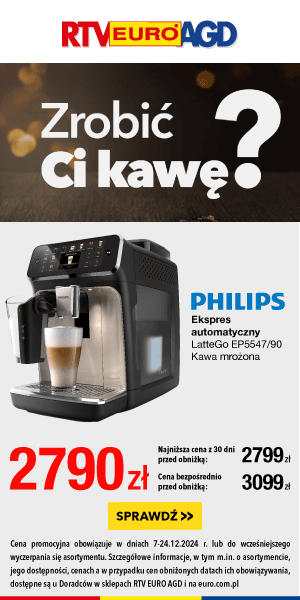 RTV EURO AGD
Zrobić
Ci kawę?
PHILIPS
Ekspres
automatyczny
LatteGo EP5547/90
Kawa mrożona
PHILIPS
2790 zł
Najniższa cena z 30 dni
przed obniżką: 2799 zł
Cena bezpośrednio
przed obniżką: 3099 zł
SPRAWDŹ >>
Cena promocyjna obowiązuje w dniach 7-24.12.2024 r. lub do wcześniejszego
wyczerpania się asortymentu. Szczegółowe informacje, w tym m.in. o asortymencie,
jego dostępności, cenach a w przypadku cen obniżonych datach ich obowiązywania,
dostępne są u Doradców w sklepach RTV EURO AGD i na euro.com.pl